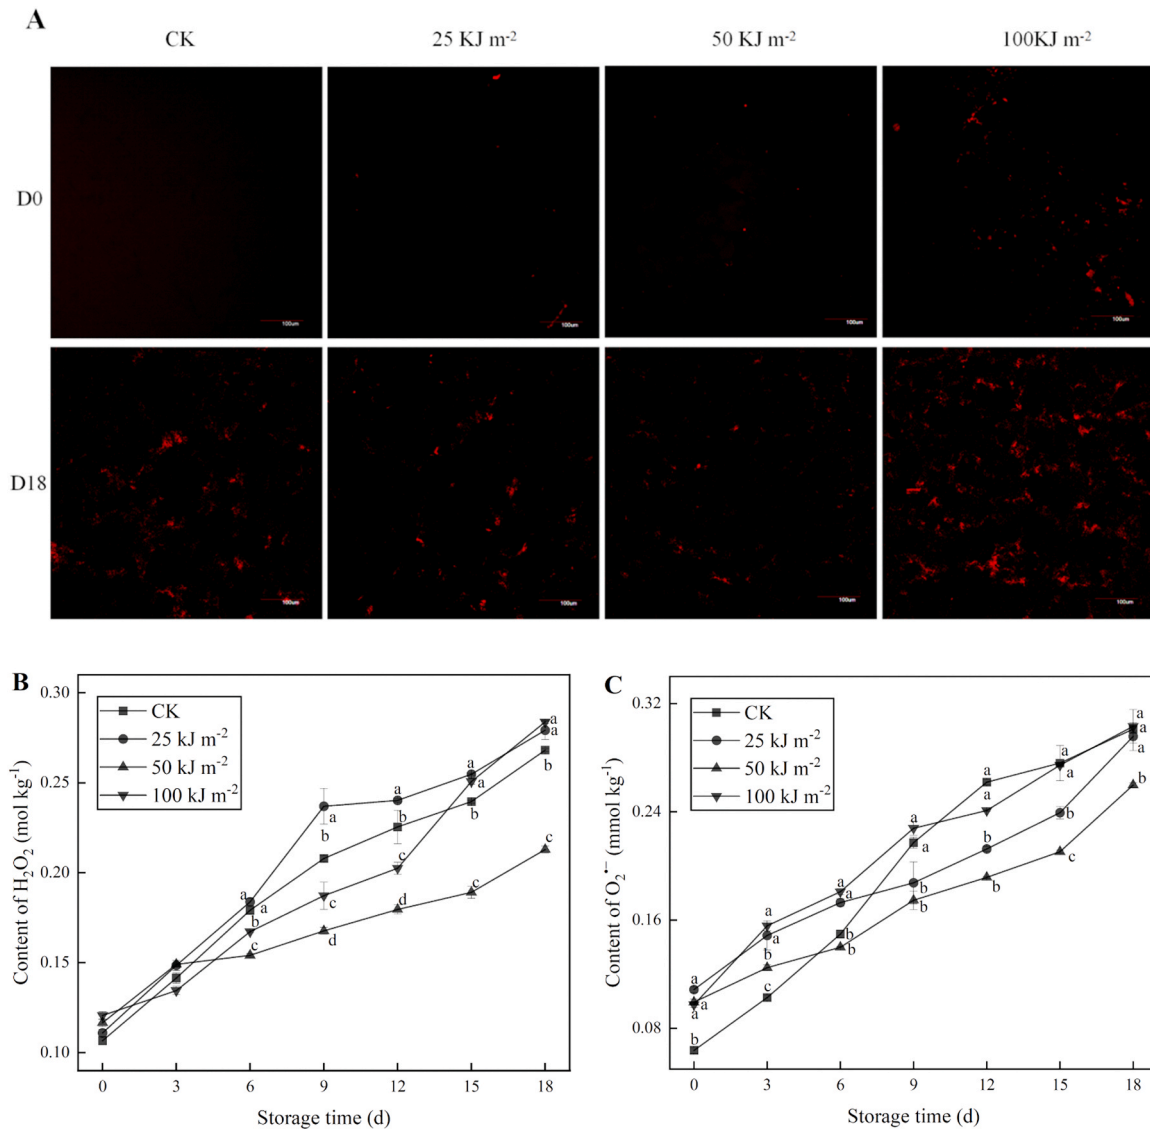 A
CK
25 KJ m⁻²
50 KJ m⁻²
100KJ m⁻²
D0
100um
100um
100um
100um
D18
100um
100um
100um
100um
B
Content of H₂O₂ (mol kg⁻¹)
0.30
0.25
0.20
0.15
0.10
CK
25 kJ m⁻²
50 kJ m⁻²
100 kJ m⁻²
a
a
b
c
a
b
c
d
a
b
c
d
a
a
b
c
a
a
b
c
0
3
6
9
12
15
18
Storage time (d)
C
Content of O₂•⁻ (mmol kg⁻¹)
0.32
0.24
0.16
0.08
CK
25 kJ m⁻²
50 kJ m⁻²
100 kJ m⁻²
a
a
a
b
a
a
b
c
a
a
b
b
a
a
b
b
a
a
b
b
a
a
b
c
a
a
a
b
0
3
6
9
12
15
18
Storage time (d)